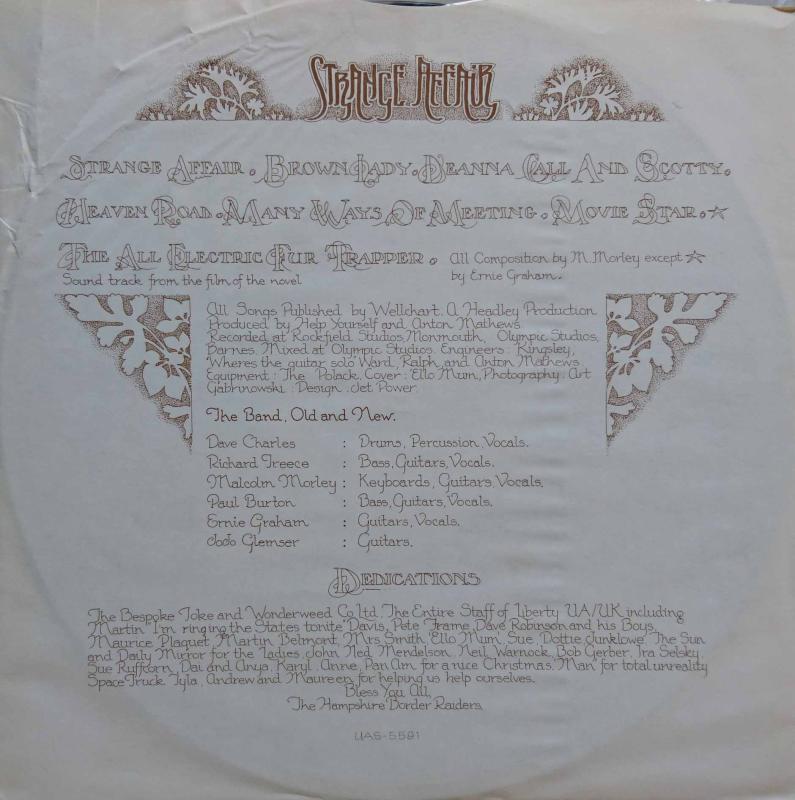 STRANGE AFFAIR
STRANGE AFFAIR. BROWN LADY. DEANNA CALL AND SCOTTY.
HEAVEN ROAD. MANY WAYS OF MEETING. MOVIE STAR. ☆
THE ALL ELECTRIC FUR TRAPPER. All Composition by M. Morley except ☆
Sound track from the film of the novel by Ernie Graham.
All Songs Published by Wellchart. A Headley Production
Produced by Help Yourself and Anton Mathews
Recorded at Rockfield Studios, Monmouth, Olympic Studios,
Barnes. Mixed at Olympic Studios. Engineers: Kingsley,
'Wheres the guitar solo' Ward, Ralph, and Anton Mathews
Equipment: The Polack. Cover: 'Ello Mum, Photography: Art
Gabrinowski: Design: Jet Power.
The Band, Old and New.
Dave Charles : Drums, Percussion, Vocals.
Richard Treece : Bass, Guitars, Vocals.
Malcolm Morley : Keyboards, Guitars, Vocals,
Paul Burton : Bass, Guitars, Vocals.
Ernie Graham : Guitars, Vocals.
JoJo Glemser : Guitars.
DEDICATIONS
The Bespoke Toke and Wonderweed Co Ltd, The Entire Staff of Liberty UA/UK including
Martin 'I'm ringing the States tonite' Davis, Pete Frame, Dave Robinson and his Boys,
Maurice Plaquet, Martin Belmont, Mrs Smith, 'Ello Mum' Sue, 'Dottie' Junklowe, The Sun
and Daily Mirror for the Ladies, John Ned Mendelson, Neil Warnock, Bob Gerber, Ira Selsky,
Sue Ruffcorn, Dai and Anya, Karyl, Anne, Pan Am for a nice Christmas. 'Man' for total unreality
Space Truck, Tyla, Andrew and Maureen for helping us help ourselves.
Bless You All,
The Hampshire Border Raiders.
UAS-5591